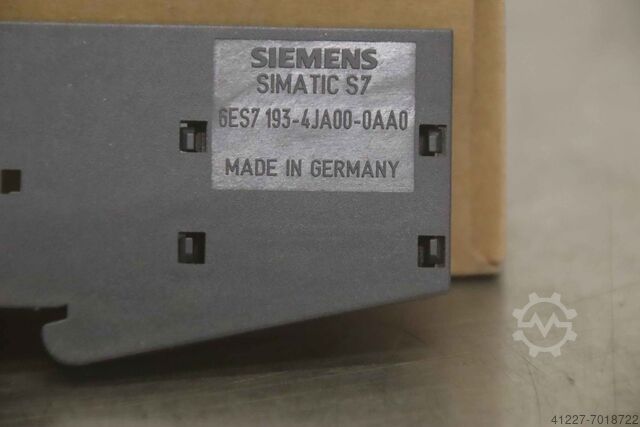 SIEMENS
SIMATIC S7
6ES7 193-4JA00-0AA0
MADE IN GERMANY
41227-7018722